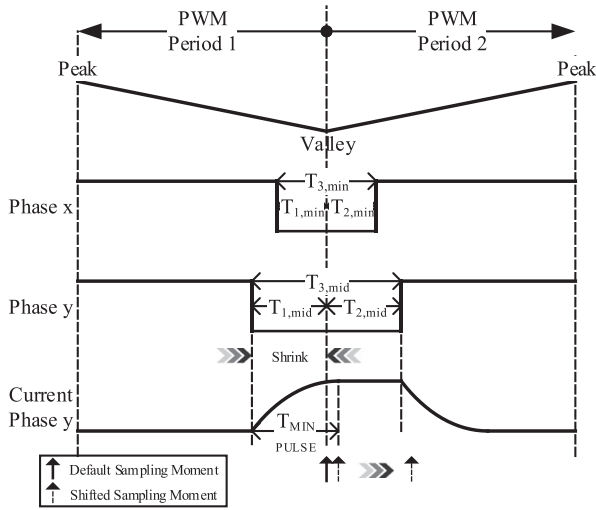 PWM
Period 1
PWM
Period 2
Peak
Peak
Valley
T3,min
Phase x
T1,min
T2,min
T3,mid
Phase y
T1,mid
T2,mid
Shrink
Current
Phase y
TMIN
PULSE
Default Sampling Moment
Shifted Sampling Moment